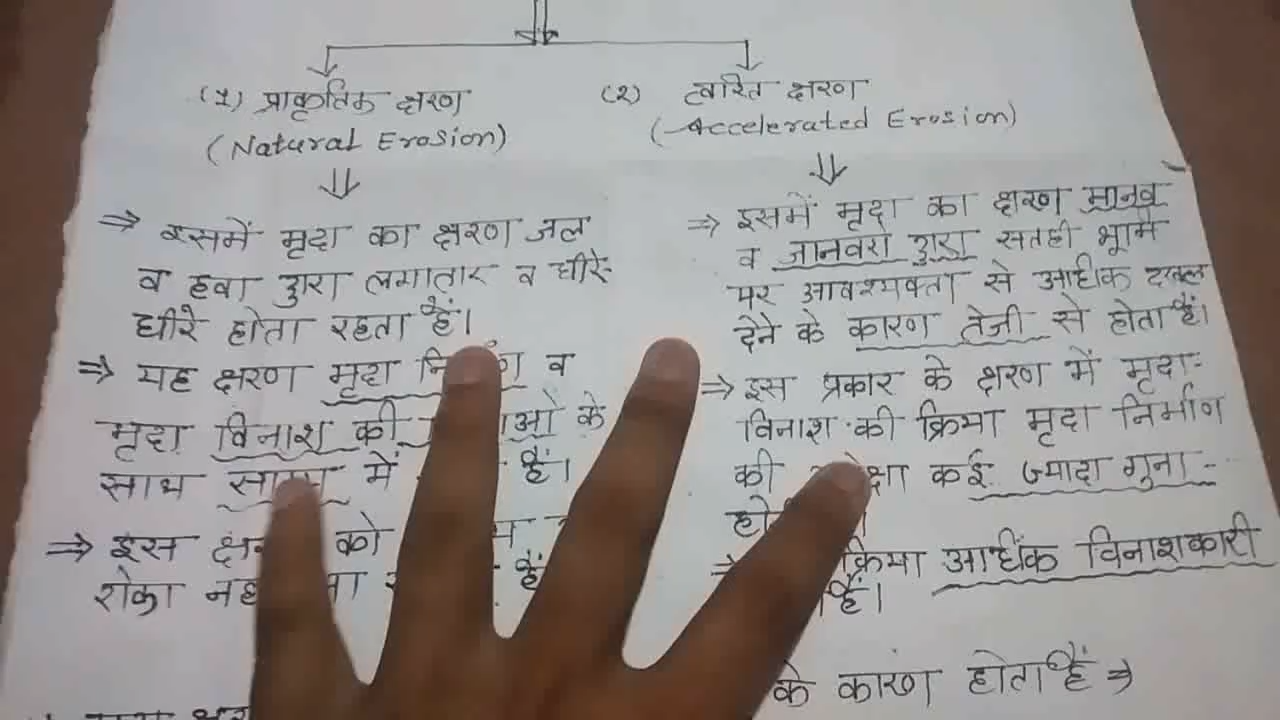 (1) प्राकृतिक क्षरण
(Natural Erosion)
⇒ इसमें मृदा का क्षरण जल
व हवा द्वारा लगातार व धीरे-
धीरे होता रहता हैं।
⇒ यह क्षरण मृदा व
मृदा विनाश की के
साथ साथ में हैं।
⇒ इस को
रोका हैं
(२) त्वरित क्षरण
(Accelerated Erosion)
⇒ इसमें मृदा का क्षरण मानव
व जानवरों द्वारा सतही भूमि
पर आवश्यकता से अधिक दखल
देने के कारण तेजी से होता हैं।
⇒ इस प्रकार के क्षरण में मृदा-
विनाश की क्रिया मृदा निर्माण
की कई ज्यादा गुना-
⇒ क्रिया अधिक विनाशकारी
हैं।
के कारण होता हैं ⇒